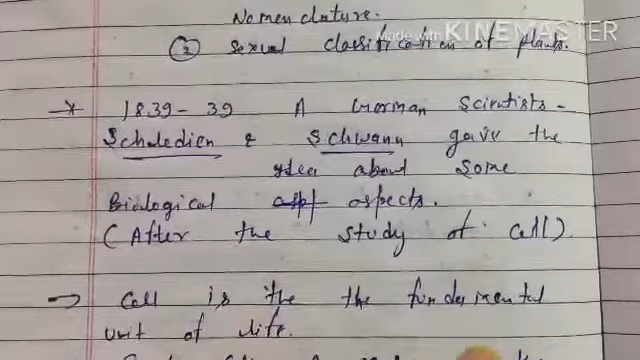 Nomenclature.
Made with KINEMASTER
② Sexual classification of plants.
* 1839-39 A German Scientists-
Schaledien & Schwann gave the
idea about some
Biological aspects.
(After the study of cell).
→ Cell is the the fundamental
unit of life.